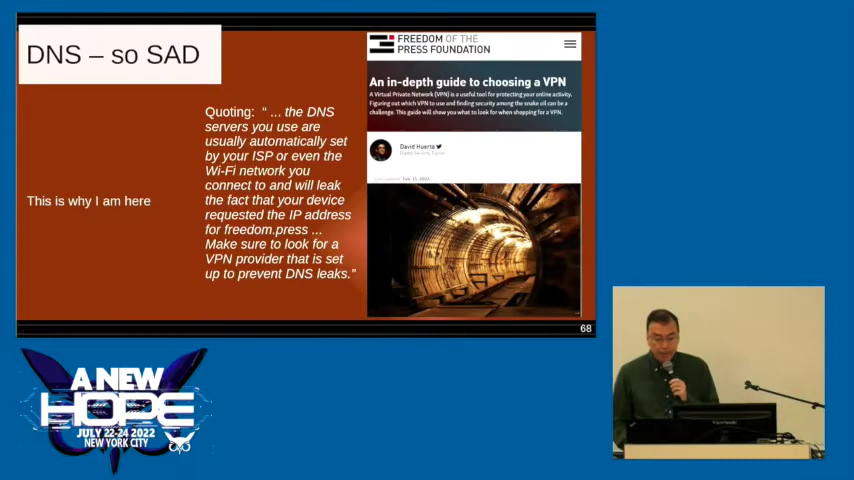 DNS – so SAD
This is why I am here
Quoting: “ ... the DNS
servers you use are
usually automatically set
by your ISP or even the
Wi-Fi network you
connect to and will leak
the fact that your device
requested the IP address
for freedom.press ...
Make sure to look for a
VPN provider that is set
up to prevent DNS leaks.”
FREEDOM OF THE
PRESS FOUNDATION
An in-depth guide to choosing a VPN
A Virtual Private Network (VPN) is a useful tool for protecting your online activity.
Figuring out which VPN to use and finding security among the snake oil can be a
challenge. This guide will show you what to look for when shopping for a VPN.
David Huerta
Digital Security Trainer
Feb. 15, 2022
68
A NEW
HOPE
JULY 22-24 2022
NEW YORK CITY